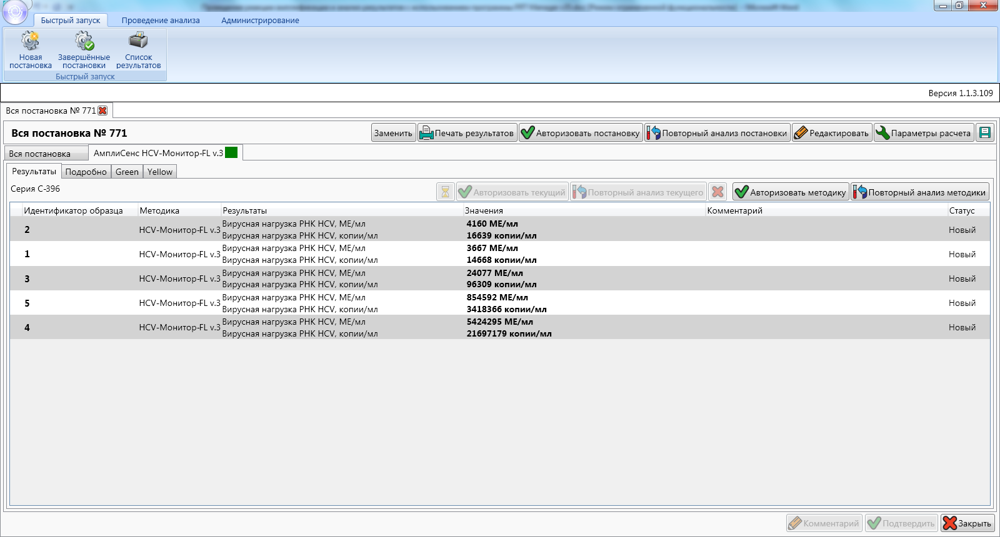 Быстрый запуск
Проведение анализа
Администрирование
Новая постановка
Завершённые постановки
Список результатов
Быстрый запуск
Версия 1.1.3.109
Вся постановка № 771
Вся постановка № 771
Заменить
Печать результатов
Авторизовать постановку
Повторный анализ постановки
Редактировать
Параметры расчета
Вся постановка
АмплиСенс HCV-Монитор-FL v.3
Результаты
Подробно
Green
Yellow
Серия C-396
Авторизовать текущий
Повторный анализ текущего
Авторизовать методику
Повторный анализ методики
Идентификатор образца
Методика
Результаты
Значения
Комментарий
Статус
2
HCV-Монитор-FL v.3
Вирусная нагрузка РНК HCV, МЕ/мл
4160 МЕ/мл
Вирусная нагрузка РНК HCV, копии/мл
16639 копии/мл
Новый
1
HCV-Монитор-FL v.3
Вирусная нагрузка РНК HCV, МЕ/мл
3667 МЕ/мл
Вирусная нагрузка РНК HCV, копии/мл
14668 копии/мл
Новый
3
HCV-Монитор-FL v.3
Вирусная нагрузка РНК HCV, МЕ/мл
24077 МЕ/мл
Вирусная нагрузка РНК HCV, копии/мл
96309 копии/мл
Новый
5
HCV-Монитор-FL v.3
Вирусная нагрузка РНК HCV, МЕ/мл
854592 МЕ/мл
Вирусная нагрузка РНК HCV, копии/мл
3418366 копии/мл
Новый
4
HCV-Монитор-FL v.3
Вирусная нагрузка РНК HCV, МЕ/мл
5424295 МЕ/мл
Вирусная нагрузка РНК HCV, копии/мл
21697179 копии/мл
Новый
Комментарий
Подтвердить
Закрыть